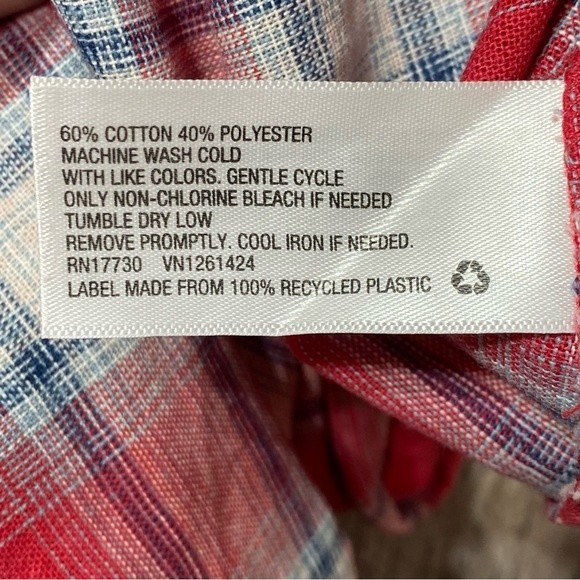 60% COTTON 40% POLYESTER
MACHINE WASH COLD
WITH LIKE COLORS. GENTLE CYCLE
ONLY NON-CHLORINE BLEACH IF NEEDED
TUMBLE DRY LOW
REMOVE PROMPTLY. COOL IRON IF NEEDED.
RN17730 VN1261424
LABEL MADE FROM 100% RECYCLED PLASTIC